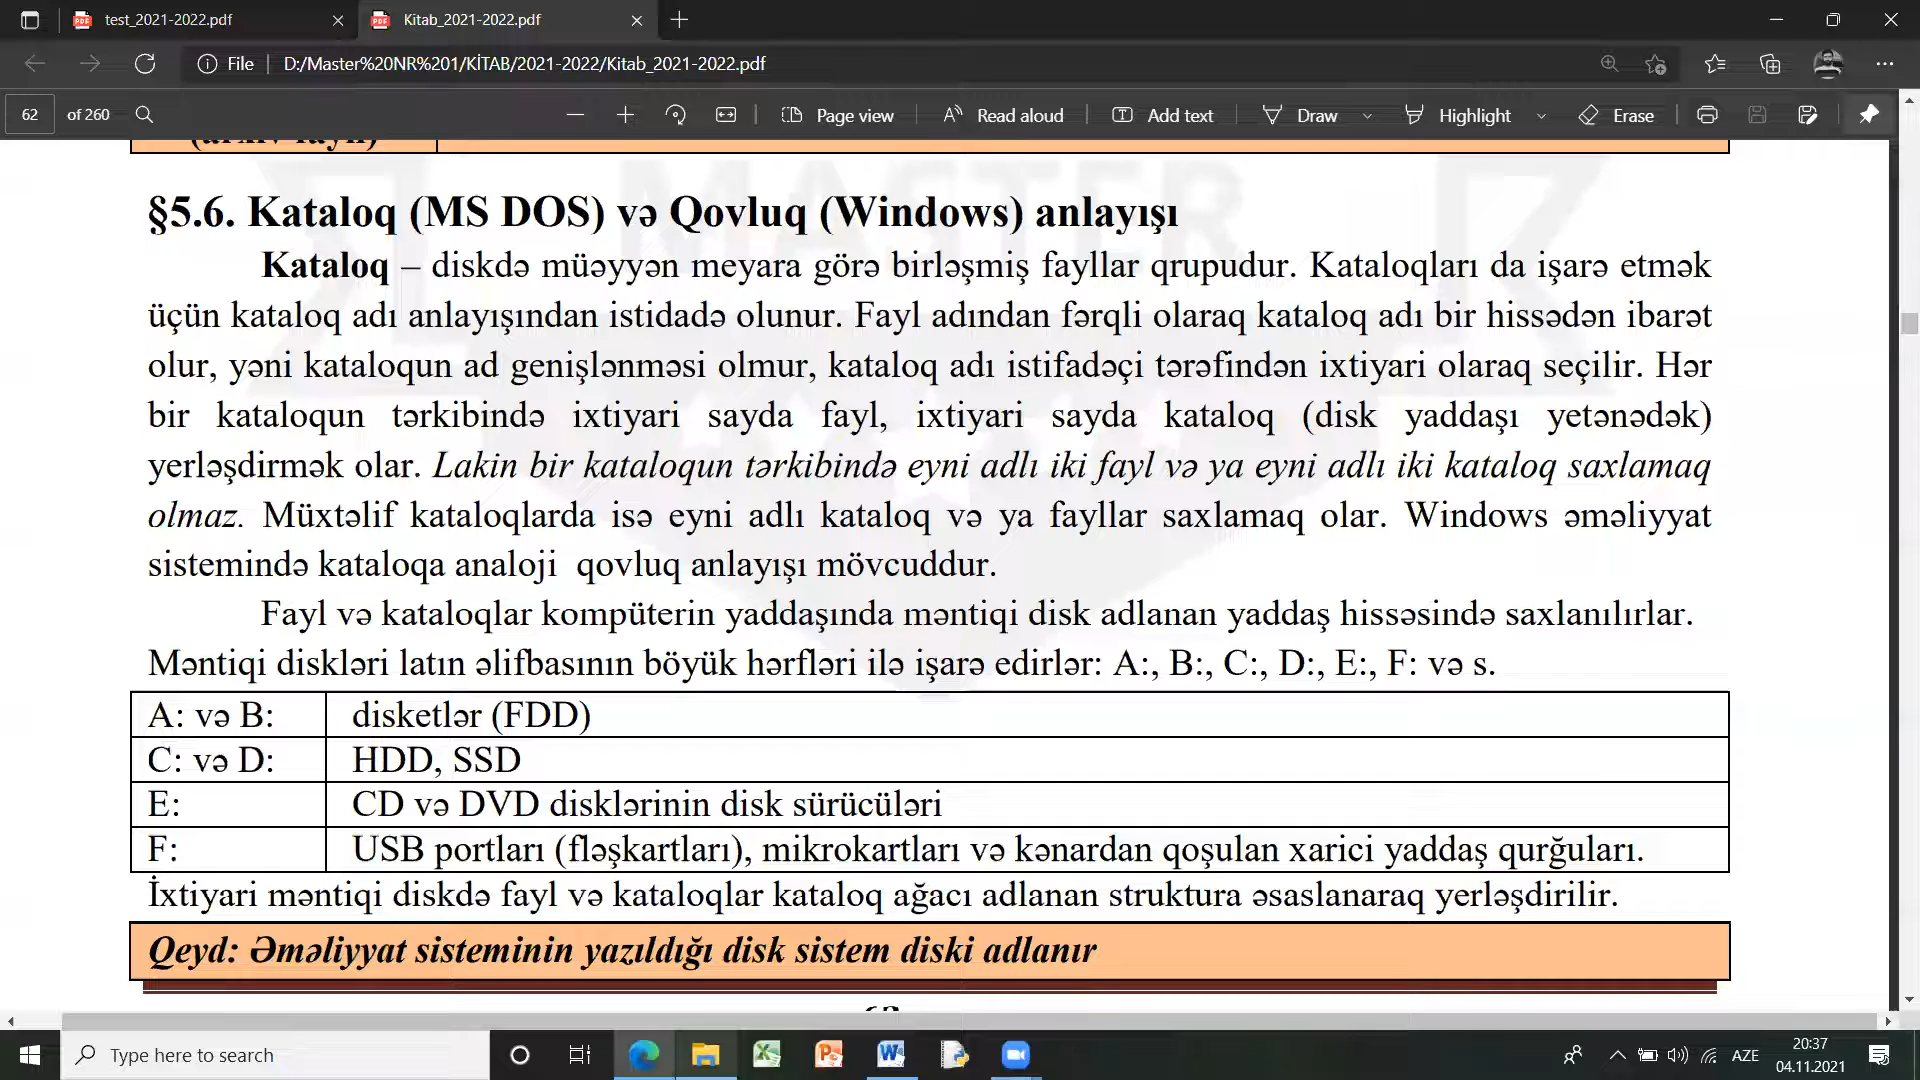 test_2021-2022.pdf
Kitab_2021-2022.pdf
File
D:/Master%20NR%201/KİTAB/2021-2022/Kitab_2021-2022.pdf
62 of 260
Page view
Read aloud
Add text
Draw
Highlight
Erase
MASTER
§5.6. Kataloq (MS DOS) və Qovluq (Windows) anlayışı
Kataloq – diskdə müəyyən meyara görə birləşmiş fayllar qrupudur. Kataloqları da işarə etmək
üçün kataloq adı anlayışından istidadə olunur. Fayl adından fərqli olaraq kataloq adı bir hissədən ibarət
olur, yəni kataloqun ad genişlənməsi olmur, kataloq adı istifadəçi tərəfindən ixtiyari olaraq seçilir. Hər
bir kataloqun tərkibində ixtiyari sayda fayl, ixtiyari sayda kataloq (disk yaddaşı yetənədək)
yerləşdirmək olar. Lakin bir kataloqun tərkibində eyni adlı iki fayl və ya eyni adlı iki kataloq saxlamaq
olmaz. Müxtəlif kataloqlarda isə eyni adlı kataloq və ya fayllar saxlamaq olar. Windows əməliyyat
sistemində kataloqa analoji qovluq anlayışı mövcuddur.
Fayl və kataloqlar kompüterin yaddaşında məntiqi disk adlanan yaddaş hissəsində saxlanılırlar.
Məntiqi diskləri latın əlifbasının böyük hərfləri ilə işarə edirlər: A:, B:, C:, D:, E:, F: və s.
A: və B: disketlər (FDD)
C: və D: HDD, SSD
E: CD və DVD disklərinin disk sürücüləri
F: USB portları (fləşkartları), mikrokartları və kənardan qoşulan xarici yaddaş qurğuları.
İxtiyari məntiqi diskdə fayl və kataloqlar kataloq ağacı adlanan struktura əsaslanaraq yerləşdirilir.
Qeyd: Əməliyyat sisteminin yazıldığı disk sistem diski adlanır
Type here to search
AZE
20:37
04.11.2021